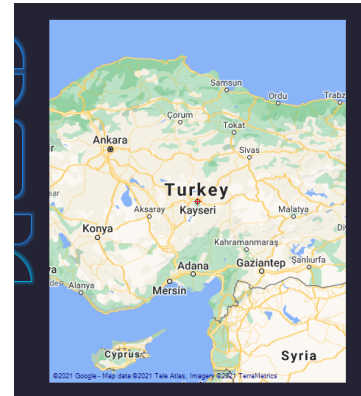 Samsun
Ordu
Trabz
Çorum
Tokat
Ankara
Sivas
Turkey
Aksaray
Kayseri
Malatya
Konya
Kahramanmaraş
Şanlıurfa
Adana
Gaziantep
Alanya
Mersin
Cyprus
Syria
©2021 Google - Map data ©2021 Tele Atlas, Imagery ©2021 TerraMetrics